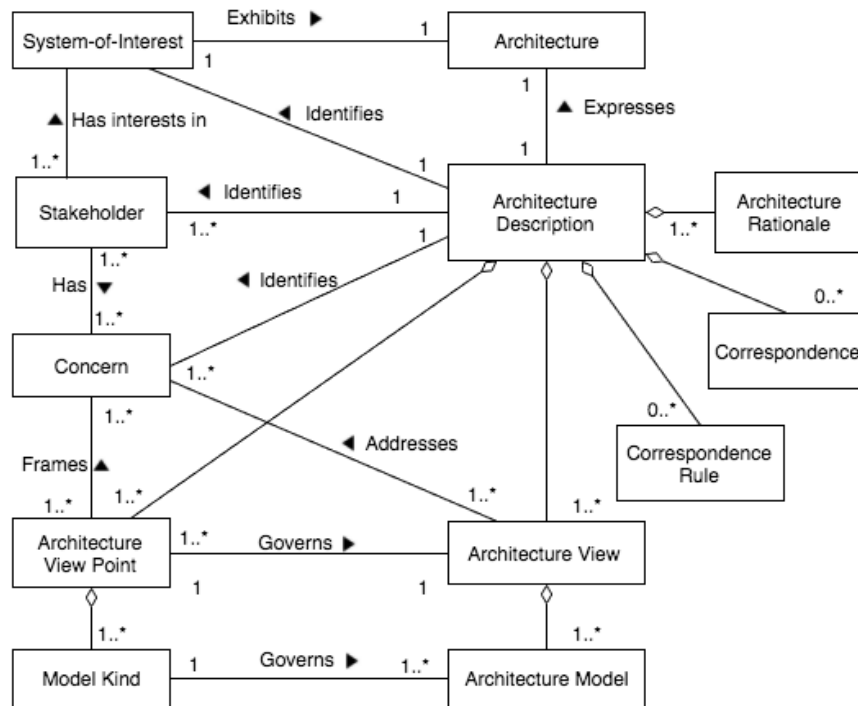 Exhibits ▶
System-of-Interest
1
1
Architecture
◀ Identifies
1
▲ Expresses
▲ Has interests in
1..*
1
1
Stakeholder
◀ Identifies
1..*
1
Architecture
Description
1..*
Architecture
Rationale
1..*
Has ▼
1..*
1
◀ Identifies
0..*
Correspondence
Concern
1..*
1..*
◀ Addresses
0..*
Correspondence
Rule
Frames ▲
1..*
1..*
1..*
1..*
Architecture
View Point
1..*
Governs ▶
Architecture View
1
1
1..*
1..*
Model Kind
1
Governs ▶
1..*
Architecture Model